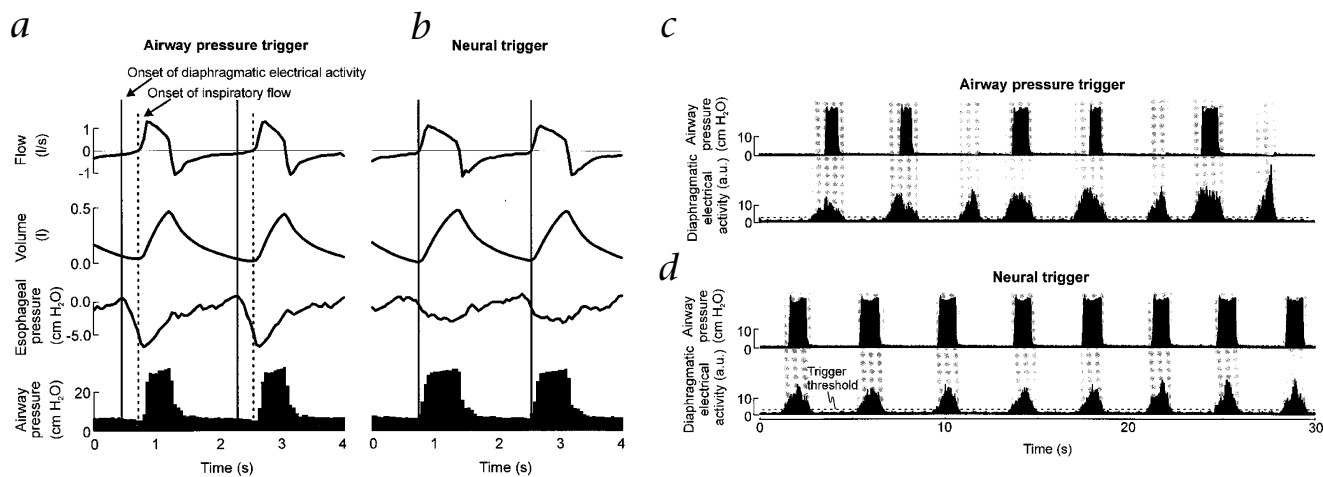 a
Airway pressure trigger
Onset of diaphragmatic electrical activity
Onset of inspiratory flow
Flow
(l/s)
1
0
-1
Volume
(l)
0.5
0.0
Esophageal
pressure
(cm H2O)
0.0
-5.0
Airway
pressure
(cm H2O)
20
0
0 1 2 3 4
Time (s)
b
Neural trigger
0 1 2 3 4
Time (s)
c
Airway pressure trigger
Airway
pressure
(cm H2O)
10
0
Diaphragmatic
electrical
activity (a.u.)
10
0
d
Neural trigger
Airway
pressure
(cm H2O)
10
0
Diaphragmatic
electrical
activity (a.u.)
10
0
Trigger
threshold
0 10 20 30
Time (s)